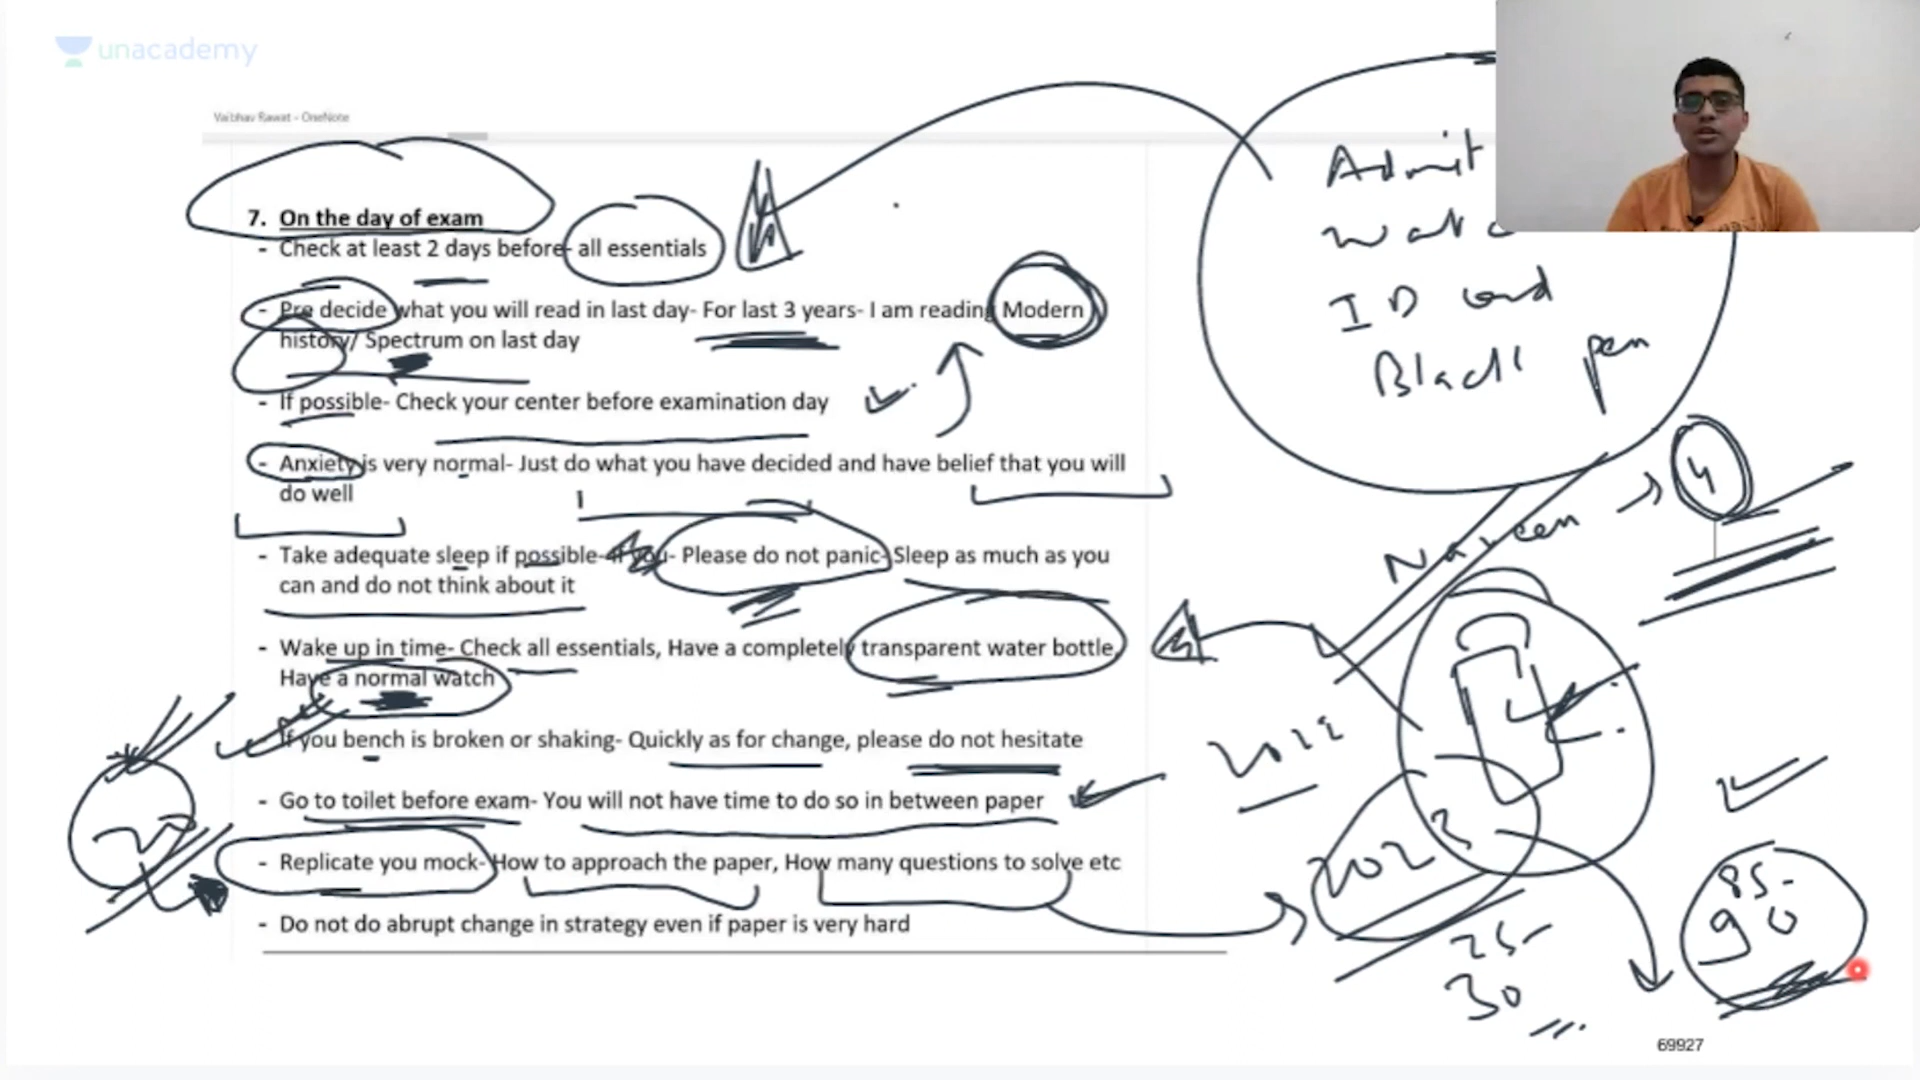 unacademy
Vaibhav Rawat - OneNote
7. On the day of exam
- Check at least 2 days before- all essentials
- Pre decide what you will read in last day- For last 3 years- I am reading Modern
history/ Spectrum on last day
- If possible- Check your center before examination day
- Anxiety is very normal- Just do what you have decided and have belief that you will
do well
- Take adequate sleep if possible- if you- Please do not panic- Sleep as much as you
can and do not think about it
- Wake up in time- Check all essentials, Have a completely transparent water bottle,
Have a normal watch
- If you bench is broken or shaking- Quickly as for change, please do not hesitate
- Go to toilet before exam- You will not have time to do so in between paper
- Replicate you mock- How to approach the paper, How many questions to solve etc
- Do not do abrupt change in strategy even if paper is very hard
Admit
ID card
Black pen
Naveen
4
2022
2023
25-
30
85-
90
69927